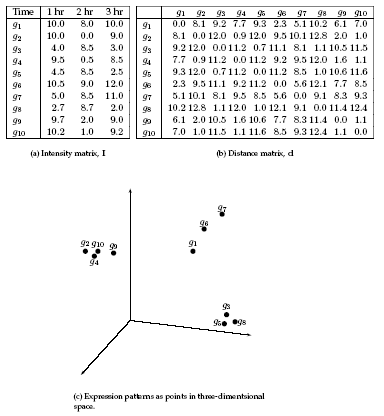 Time 1 hr 2 hr 3 hr
g1 10.0 8.0 10.0
g2 10.0 0.0 9.0
g3 4.0 8.5 3.0
g4 9.5 0.5 8.5
g5 4.5 8.5 2.5
g6 10.5 9.0 12.0
g7 5.0 8.5 11.0
g8 2.7 8.7 2.0
g9 9.7 2.0 9.0
g10 10.2 1.0 9.2
(a) Intensity matrix, I
g1 g2 g3 g4 g5 g6 g7 g8 g9 g10
g1 0.0 8.1 9.2 7.7 9.3 2.3 5.1 10.2 6.1 7.0
g2 8.1 0.0 12.0 0.9 12.0 9.5 10.1 12.8 2.0 1.0
g3 9.2 12.0 0.0 11.2 0.7 11.1 8.1 1.1 10.5 11.5
g4 7.7 0.9 11.2 0.0 11.2 9.2 9.5 12.0 1.6 1.1
g5 9.3 12.0 0.7 11.2 0.0 11.2 8.5 1.0 10.6 11.6
g6 2.3 9.5 11.1 9.2 11.2 0.0 5.6 12.1 7.7 8.5
g7 5.1 10.1 8.1 9.5 8.5 5.6 0.0 9.1 8.3 9.3
g8 10.2 12.8 1.1 12.0 1.0 12.1 9.1 0.0 11.4 12.4
g9 6.1 2.0 10.5 1.6 10.6 7.7 8.3 11.4 0.0 1.1
g10 7.0 1.0 11.5 1.1 11.6 8.5 9.3 12.4 1.1 0.0
(b) Distance matrix, d
g7
g6
g2 g10 g9 g1
g4
g3
g5 g8
(c) Expression patterns as points in three-dimentsional
space.